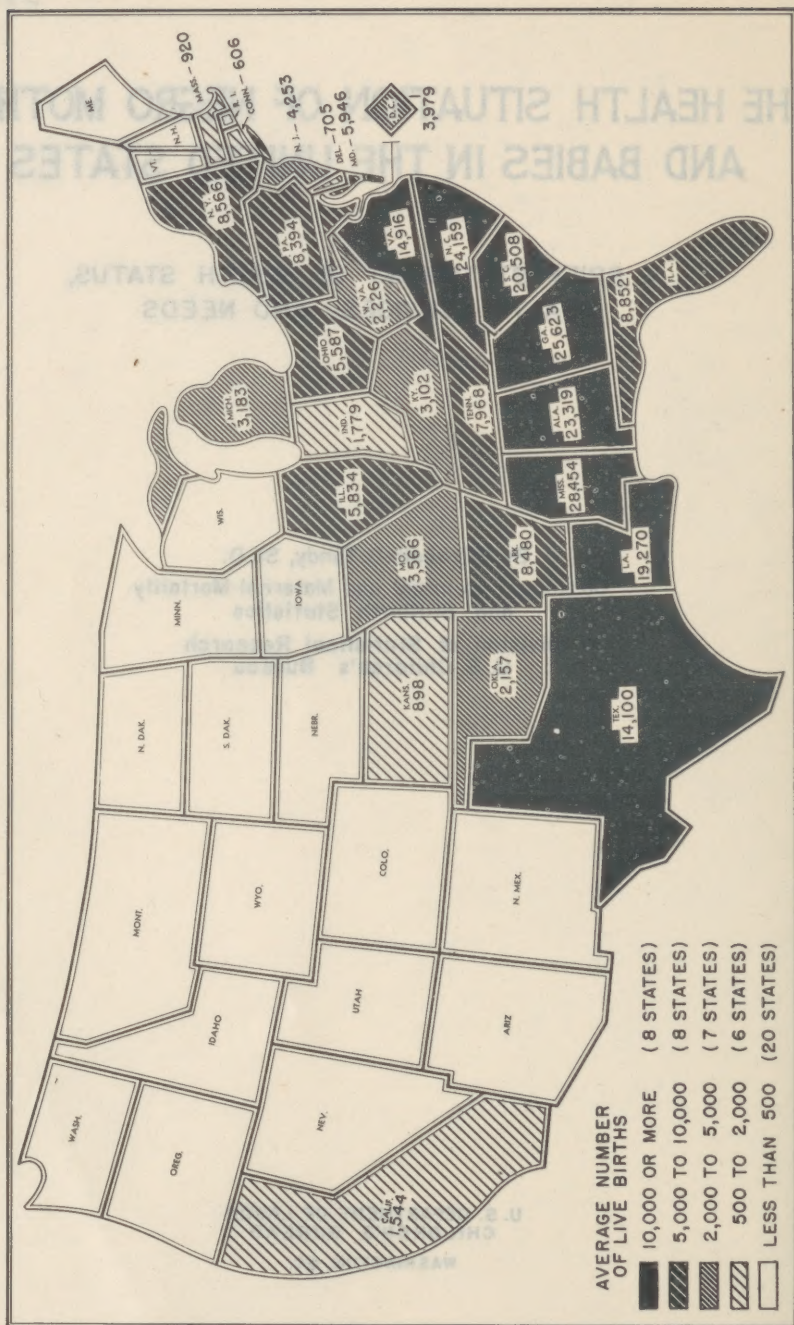 WASH.
OREG.
CALIF.
1,544
NEV.
IDAHO
MONT.
WYO.
UTAH
ARIZ
COLO.
N. MEX.
N. DAK.
S. DAK.
NEBR.
KANS.
898
OKLA.
2,157
TEX.
14,100
MINN.
IOWA
MO.
3,566
ARK.
8,480
LA.
19,270
WIS.
ILL.
5,834
MICH.
3,183
IND.
1,779
OHIO
5,587
KY.
3,102
TENN.
7,968
MISS.
28,454
ALA.
23,319
GA.
25,623
FLA.
8,852
S. C.
20,508
N. C.
24,159
VA.
14,916
W. VA.
2,226
PA.
8,394
N. Y.
8,566
VT.
N. H.
ME.
MASS.-920
R. I.
CONN.-606
N. J.-4,253
DEL.-705
MD.-5,946
D.C.
3,979
AVERAGE NUMBER
OF LIVE BIRTHS
10,000 OR MORE (8 STATES)
5,000 TO 10,000 (8 STATES)
2,000 TO 5,000 (7 STATES)
500 TO 2,000 (6 STATES)
LESS THAN 500 (20 STATES)